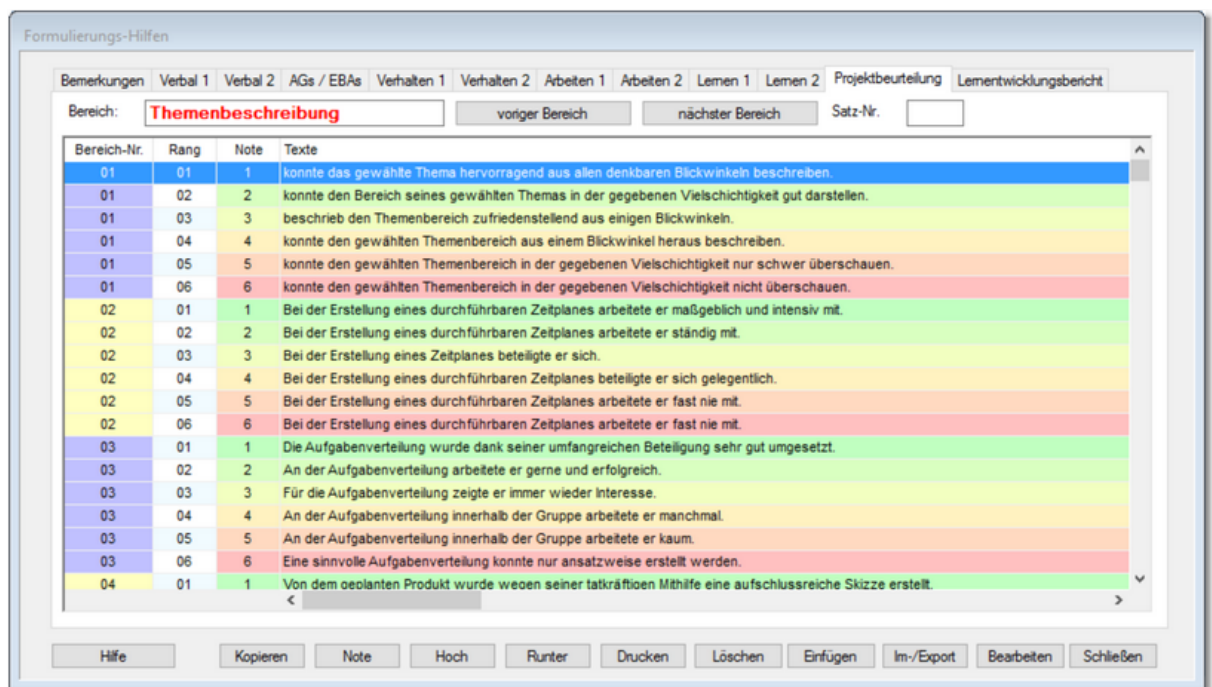 Formulierungs-Hilfen
Bemerkungen Verbal 1 Verbal 2 AGs / EBAs Verhalten 1 Verhalten 2 Arbeiten 1 Arbeiten 2 Lernen 1 Lernen 2 Projektbeurteilung Lernentwicklungsbericht
Bereich: Themenbeschreibung voriger Bereich nächster Bereich Satz-Nr.
Bereich-Nr. Rang Note Texte
01 01 1 konnte das gewählte Thema hervorragend aus allen denkbaren Blickwinkeln beschreiben.
01 02 2 konnte den Bereich seines gewählten Themas in der gegebenen Vielschichtigkeit gut darstellen.
01 03 3 beschrieb den Themenbereich zufriedenstellend aus einigen Blickwinkeln.
01 04 4 konnte den gewählten Themenbereich aus einem Blickwinkel heraus beschreiben.
01 05 5 konnte den gewählten Themenbereich in der gegebenen Vielschichtigkeit nur schwer überschauen.
01 06 6 konnte den gewählten Themenbereich in der gegebenen Vielschichtigkeit nicht überschauen.
02 01 1 Bei der Erstellung eines durchführbaren Zeitplanes arbeitete er maßgeblich und intensiv mit.
02 02 2 Bei der Erstellung eines durchführbaren Zeitplanes arbeitete er ständig mit.
02 03 3 Bei der Erstellung eines Zeitplanes beteiligte er sich.
02 04 4 Bei der Erstellung eines durchführbaren Zeitplanes beteiligte er sich gelegentlich.
02 05 5 Bei der Erstellung eines durchführbaren Zeitplanes arbeitete er fast nie mit.
02 06 6 Bei der Erstellung eines durchführbaren Zeitplanes arbeitete er fast nie mit.
03 01 1 Die Aufgabenverteilung wurde dank seiner umfangreichen Beteiligung sehr gut umgesetzt.
03 02 2 An der Aufgabenverteilung arbeitete er gerne und erfolgreich.
03 03 3 Für die Aufgabenverteilung zeigte er immer wieder Interesse.
03 04 4 An der Aufgabenverteilung innerhalb der Gruppe arbeitete er manchmal.
03 05 5 An der Aufgabenverteilung innerhalb der Gruppe arbeitete er kaum.
03 06 6 Eine sinnvolle Aufgabenverteilung konnte nur ansatzweise erstellt werden.
04 01 1 Von dem geplanten Produkt wurde wegen seiner tatkräftigen Mithilfe eine aufschlussreiche Skizze erstellt.
Hilfe Kopieren Note Hoch Runter Drucken Löschen Einfügen Im-/Export Bearbeiten Schließen